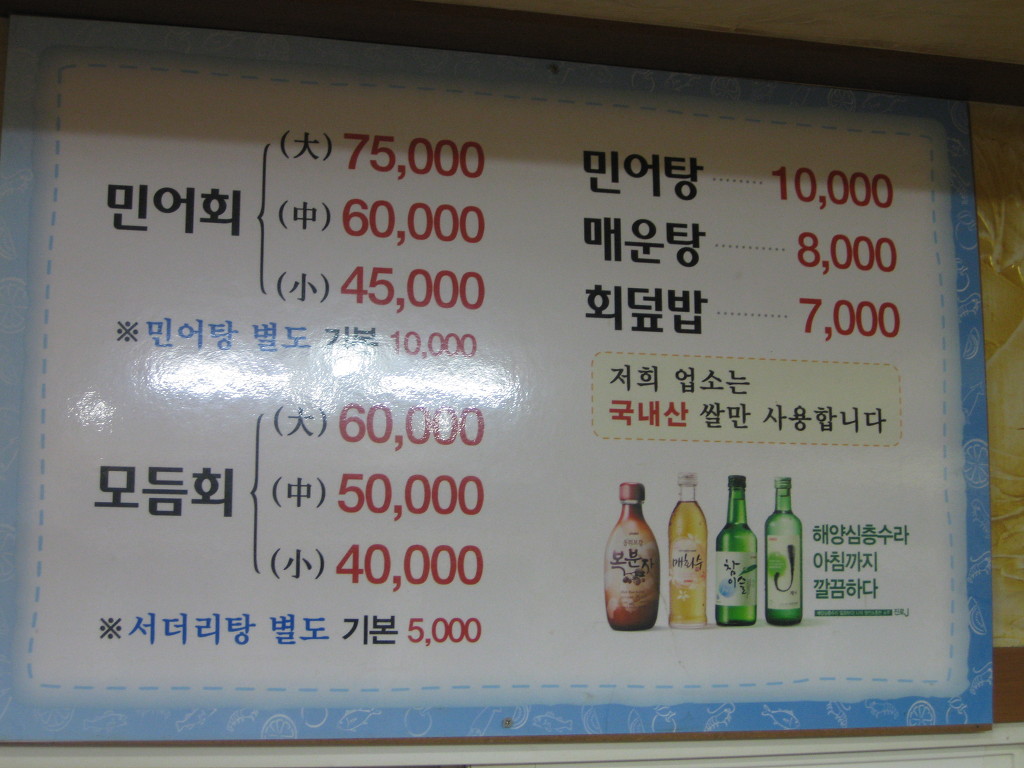 민어회
(大) 75,000
(中) 60,000
(小) 45,000
※민어탕 별도 기본 10,000
모듬회
(大) 60,000
(中) 50,000
(小) 40,000
※서더리탕 별도 기본 5,000
민어탕 ········ 10,000
매운탕 ············ 8,000
회덮밥 ············ 7,000
저희 업소는
국내산 쌀만 사용합니다
복분자
매화수
참이슬
J
해양심층수라
아침까지
깔끔하다